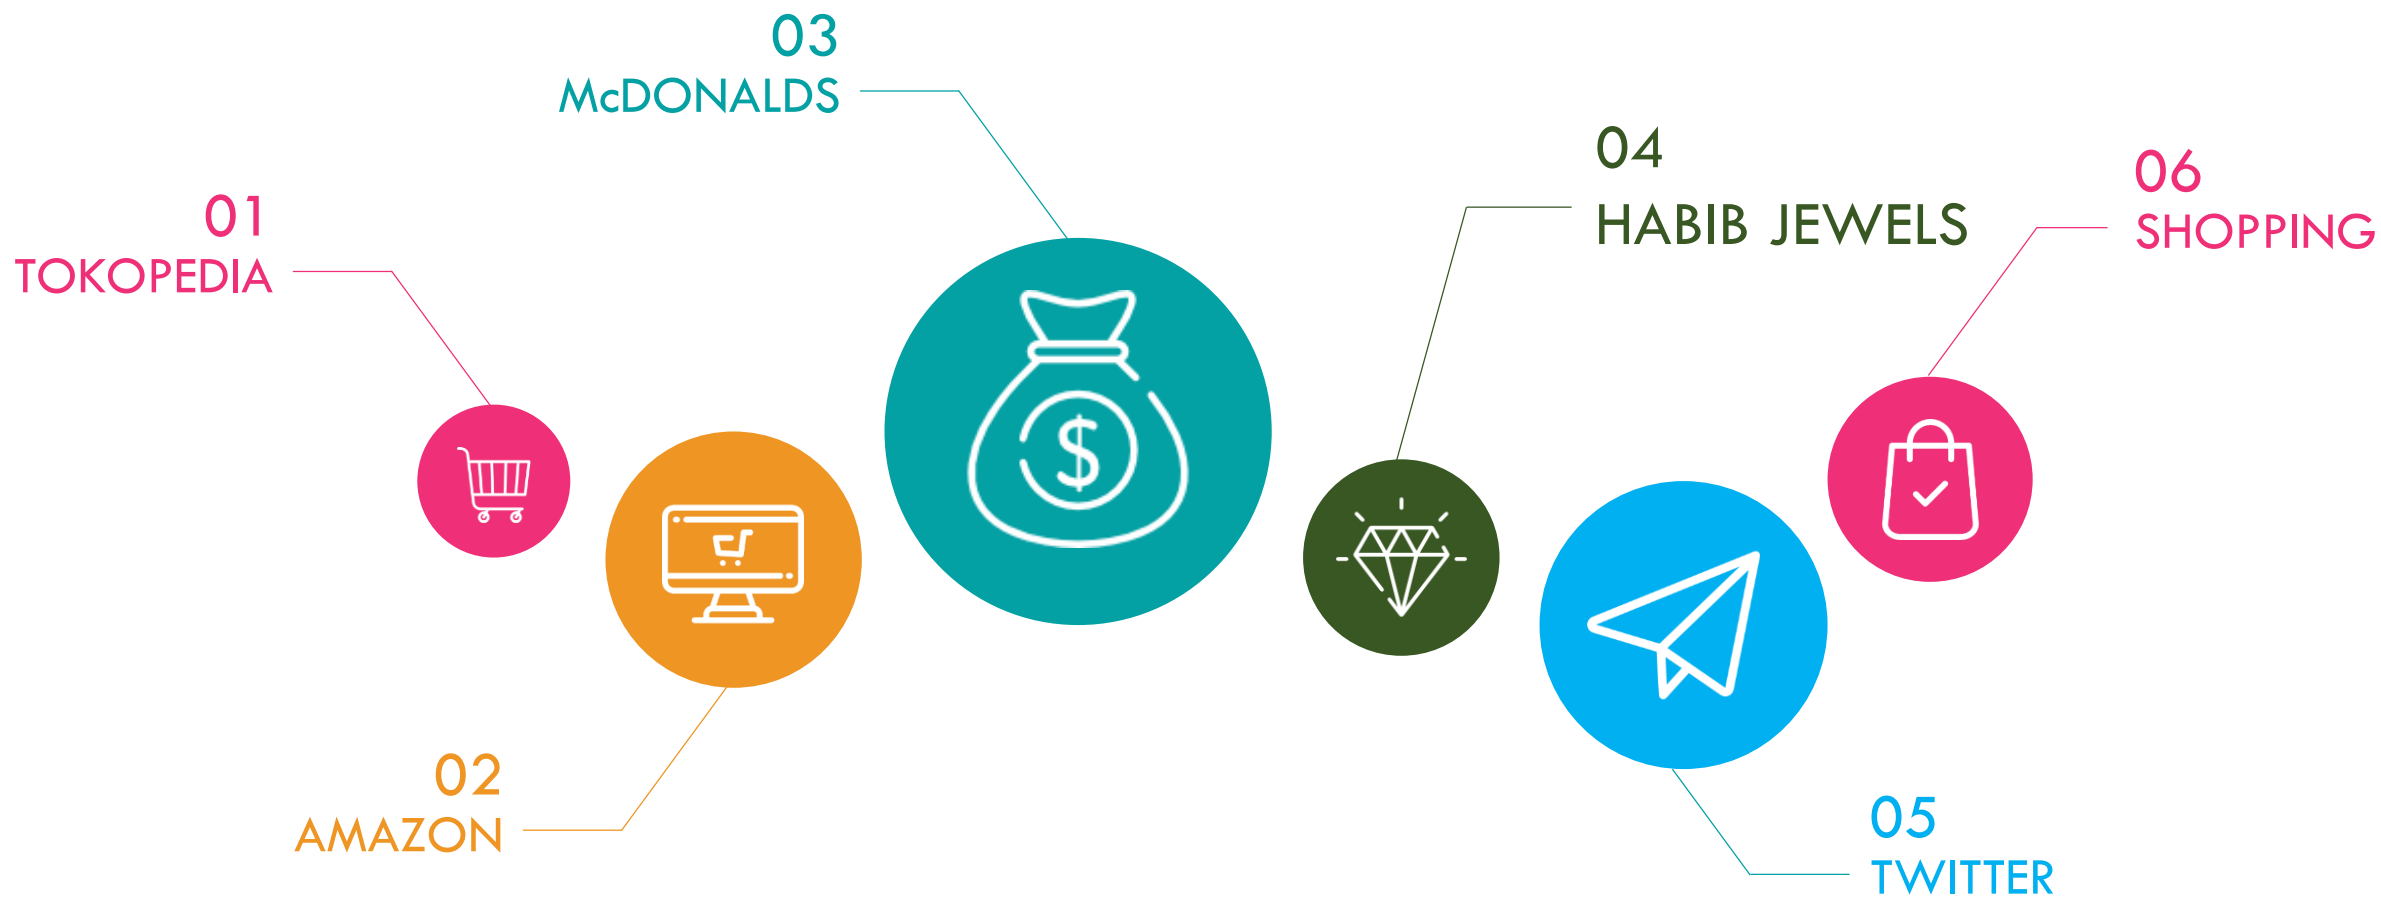 01
TOKOPEDIA
02
AMAZON
03
McDONALDS
$
04
HABIB JEWELS
05
TWITTER
06
SHOPPING